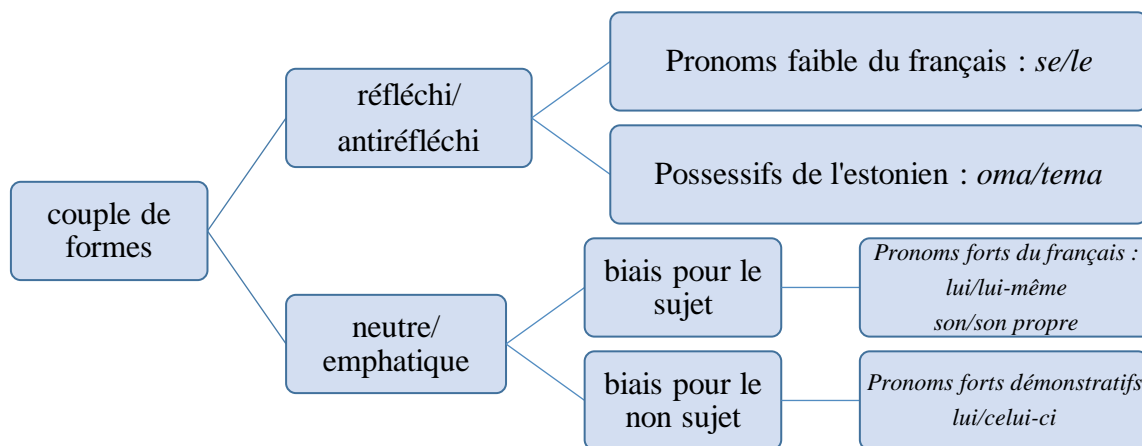 couple de
formes
réfléchi/
antiréfléchi
Pronoms faible du français : se/le
Possessifs de l'estonien : oma/tema
neutre/
emphatique
biais pour le
sujet
Pronoms forts du français :
lui/lui-même
son/son propre
biais pour le
non sujet
Pronoms forts démonstratifs
lui/celui-ci